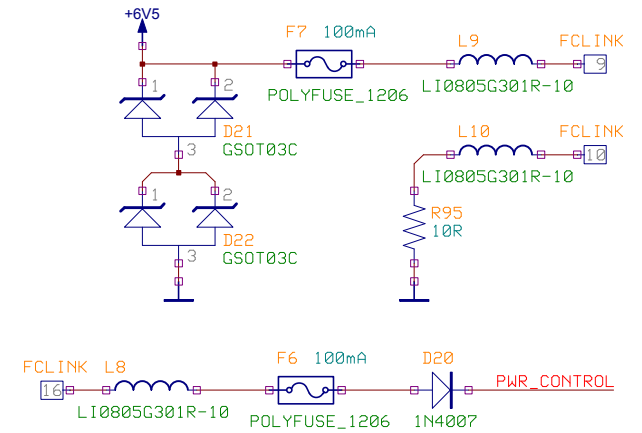 +6V5
F7 100mA
L9
FCLINK
9
LI0805G301R-10
POLYFUSE_1206
1
2
D21
GSOT03C
3
L10
FCLINK
10
LI0805G301R-10
1
2
R95
10R
D22
GSOT03C
3
FCLINK
16
L8
LI0805G301R-10
F6 100mA
POLYFUSE_1206
D20
1N4007
PWR_CONTROL